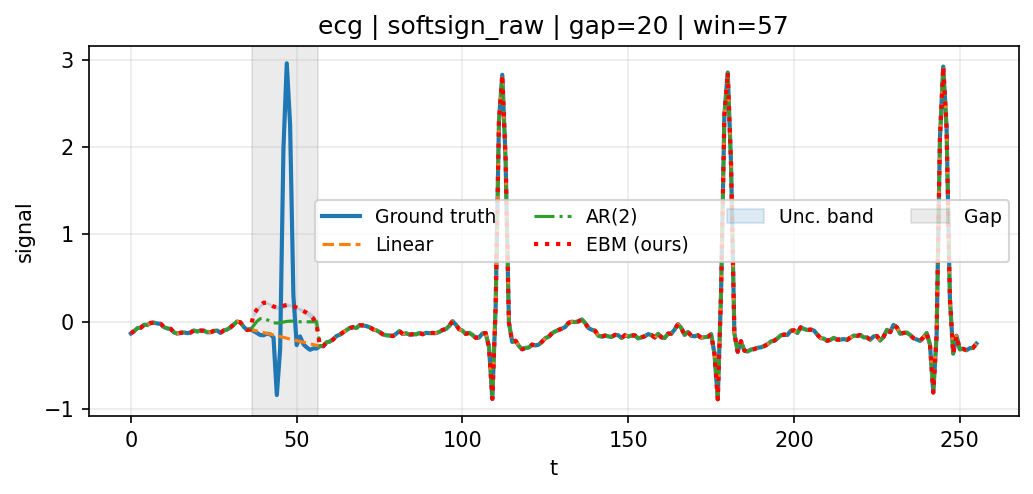 ecg | softsign_raw | gap=20 | win=57
3
2
1
0
−1
signal
Ground truth
Linear
AR(2)
EBM (ours)
Unc. band
Gap
0 50 100 150 200 250
t